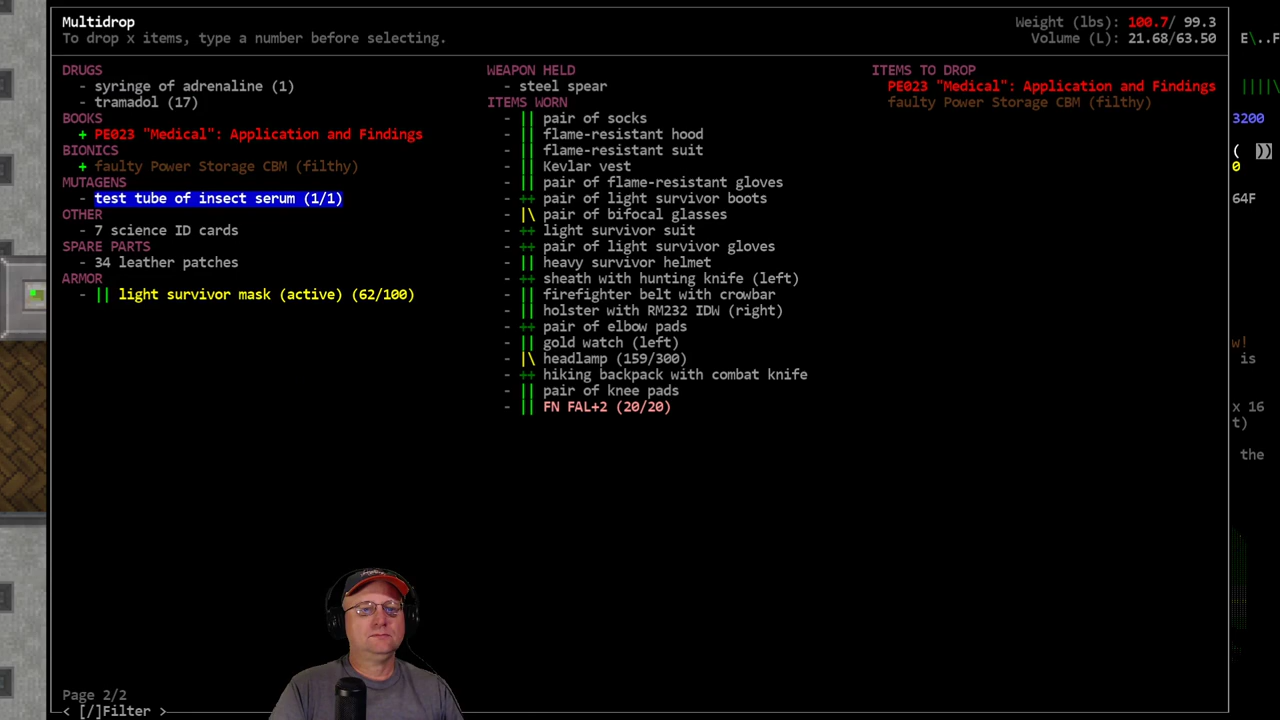 Multidrop
To drop x items, type a number before selecting.
Weight (lbs): 100.7/ 99.3
Volume (L): 21.68/63.50
E\..F
DRUGS
- syringe of adrenaline (1)
- tramadol (17)
BOOKS
+ PE023 "Medical": Application and Findings
BIONICS
+ faulty Power Storage CBM (filthy)
MUTAGENS
- test tube of insect serum (1/1)
OTHER
- 7 science ID cards
SPARE PARTS
- 34 leather patches
ARMOR
- || light survivor mask (active) (62/100)
WEAPON HELD
- steel spear
ITEMS WORN
- || pair of socks
- || flame-resistant hood
- || flame-resistant suit
- || Kevlar vest
- || pair of flame-resistant gloves
- ++ pair of light survivor boots
- |\ pair of bifocal glasses
- ++ light survivor suit
- ++ pair of light survivor gloves
- || heavy survivor helmet
- ++ sheath with hunting knife (left)
- || firefighter belt with crowbar
- || holster with RM232 IDW (right)
- ++ pair of elbow pads
- || gold watch (left)
- |\ headlamp (159/300)
- ++ hiking backpack with combat knife
- || pair of knee pads
- || FN FAL+2 (20/20)
ITEMS TO DROP
PE023 "Medical": Application and Findings
faulty Power Storage CBM (filthy)
||||\
3200
( ))
0
64F
w!
is
x 16
t)
the
Page 2/2
< [/]Filter >